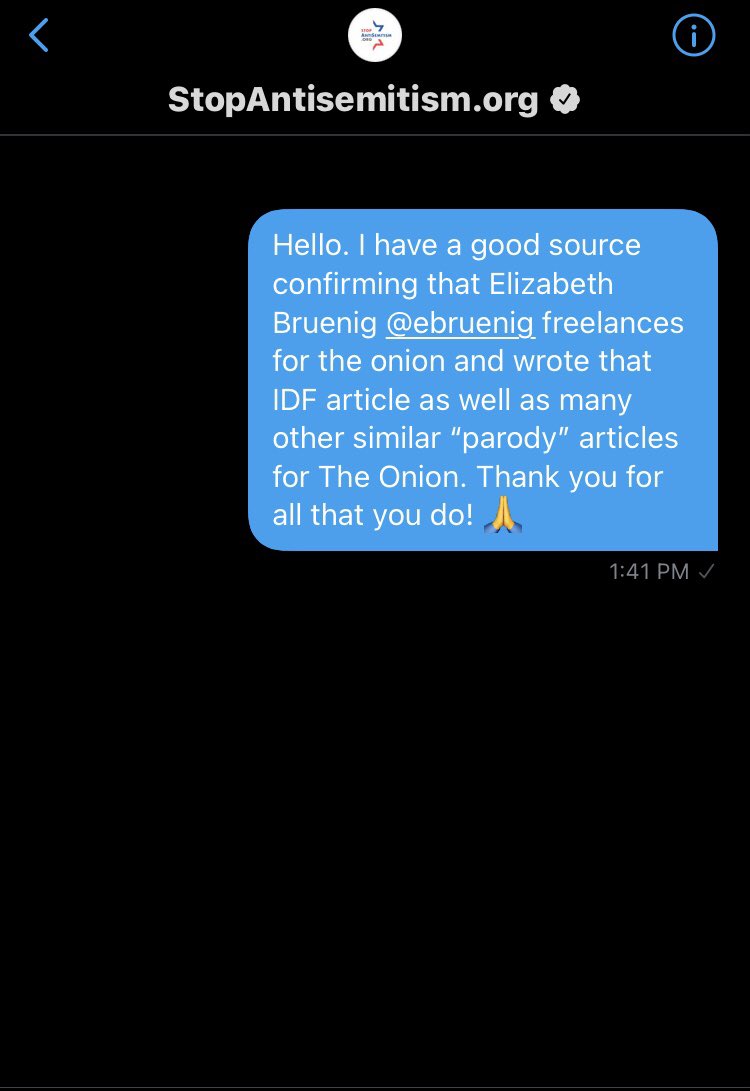 STOP
ANTISEMITISM
.ORG
StopAntisemitism.org
Hello. I have a good source
confirming that Elizabeth
Bruenig @ebruenig freelances
for the onion and wrote that
IDF article as well as many
other similar “parody” articles
for The Onion. Thank you for
all that you do! 🙏
1:41 PM